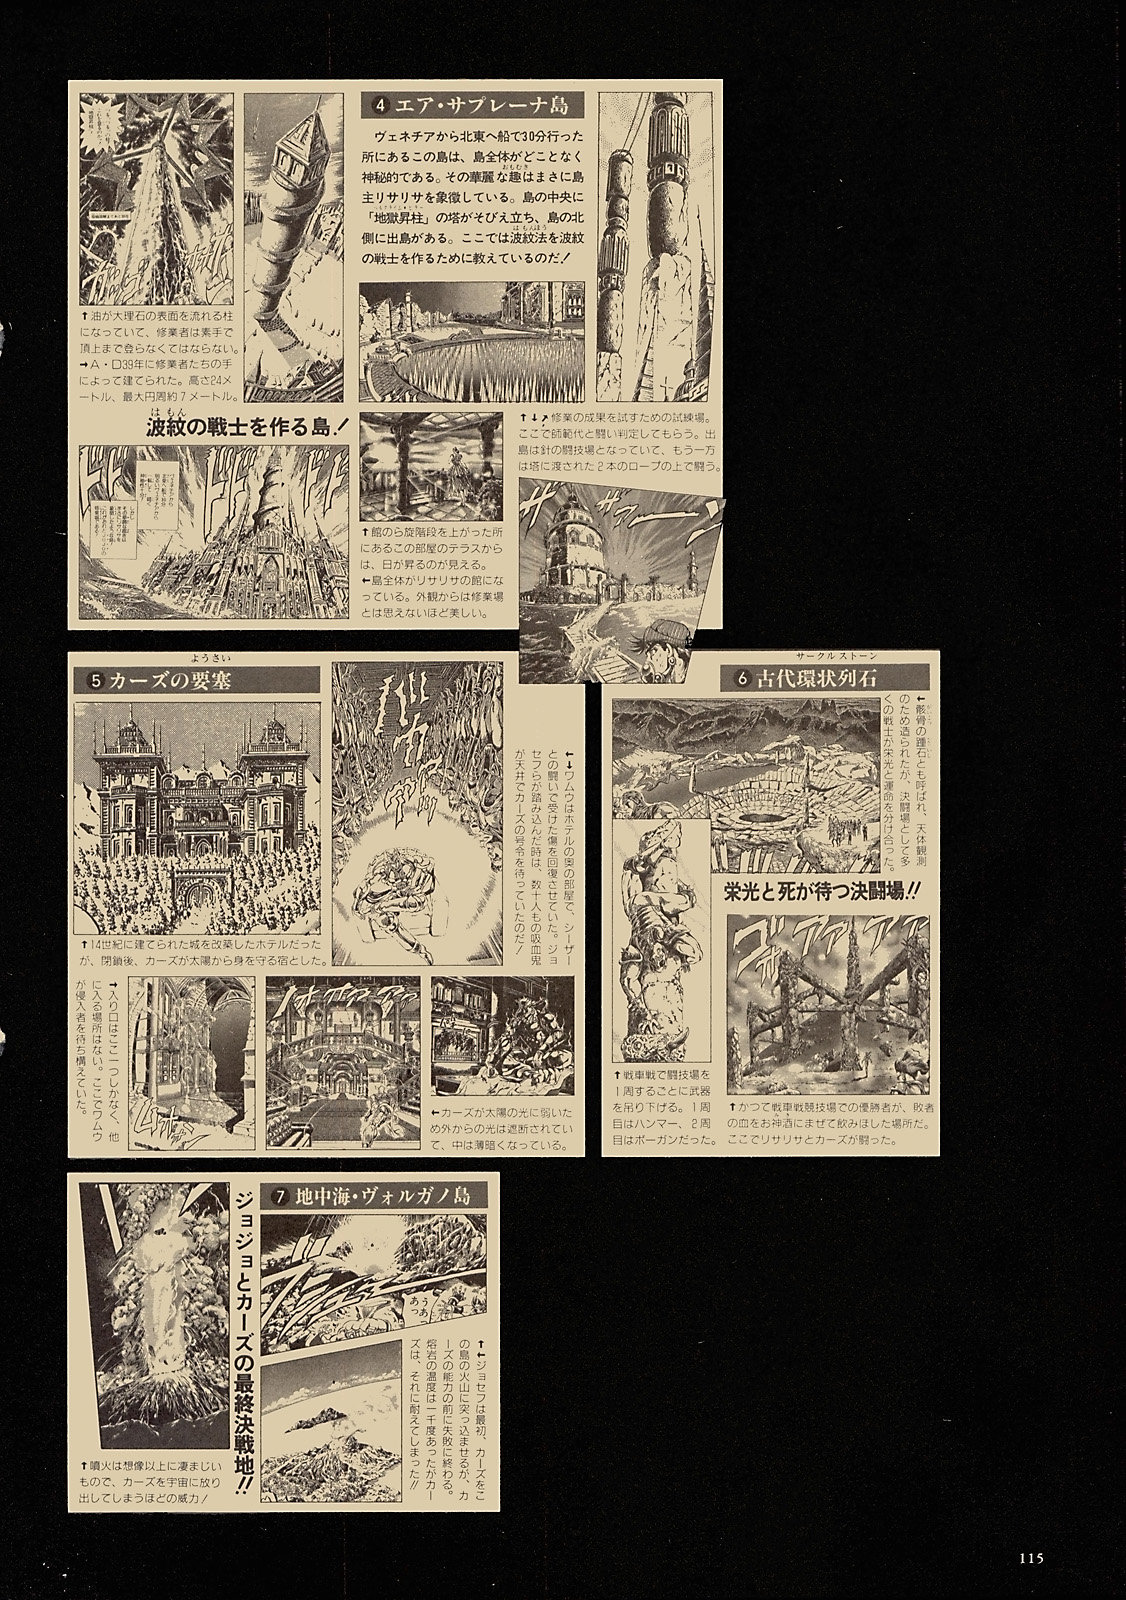 ④エア・サプレーナ島
ヴェネチアから北東へ船で30分行った
所にあるこの島は、島全体がどことなく
神秘的である。その華麗な趣はまさに島
おもむき
主リサリサを象徴している。島の中央に
「地獄昇柱」の塔がそびえ立ち、島の北
側に出島がある。ここでは波紋法を波紋
はもんほう
の戦士を作るために教えているのだ!
↑油が大理石の表面を流れる柱
になっていて、修業者は素手で
頂上まで登らなくてはならない。
→A・D39年に修業者たちの手
によって建てられた。高さ24メ
ートル、最大円周約7メートル。
はもん
波紋の戦士を作る島!
↑↓↗修業の成果を試すための試練場。
ここで師範代と闘い判定してもらう。出
島は針の闘技場となっていて、もう一方
は塔に渡された2本のロープの上で闘う。
↑館のら旋階段を上がった所
にあるこの部屋のテラスから
は、日が昇るのが見える。
←島全体がリサリサの館にな
っている。外観からは修業場
とは思えないほど美しい。
ドド
ようさい
⑤カーズの要塞
↑14世紀に建てられた城を改築したホテルだった
が、閉鎖後、カーズが太陽から身を守る宿とした。
←↓ワムウはホテルの奥の部屋で、シーザー
との闘いで受けた傷を回復させていた。ジョ
セフらが踏み込んだ時は、数十人もの吸血鬼
が天井でカーズの号令を待っていたのだ!
→入り口はここ一つしかなく、他
に入る場所はない。ここでワムウ
が侵入者を待ち構えていた。
←カーズが太陽の光に弱いた
め外からの光は遮断されてい
て、中は薄暗くなっている。
サークルストーン
⑥古代環状列石
←骸骨の踵石とも呼ばれ、天体観測
のため造られたが、決闘場として多
くの戦士が栄光と運命を分け合った。
栄光と死が待つ決闘場!!
↑戦車戦で闘技場を
1周するごとに武器
を吊り下げる。1周
目はハンマー、2周
目はボーガンだった。
↑かつて戦車戦競技場での優勝者が、敗者
の血をお神酒にまぜて飲みほした場所だ。
みき
ここでリサリサとカーズが闘った。
⑦地中海・ヴォルガノ島
ジョジョとカーズの最終決戦地!!
うあ
あっ
↑←ジョセフは最初、カーズをこ
の島の火山に突っ込ませるが、カ
ーズの能力の前に失敗に終わる。
熔岩の温度は一千度あったがカー
ズは、それに耐えてしまった!!
↑噴火は想像以上に凄まじい
もので、カーズを宇宙に放り
出してしまうほどの威力!
115